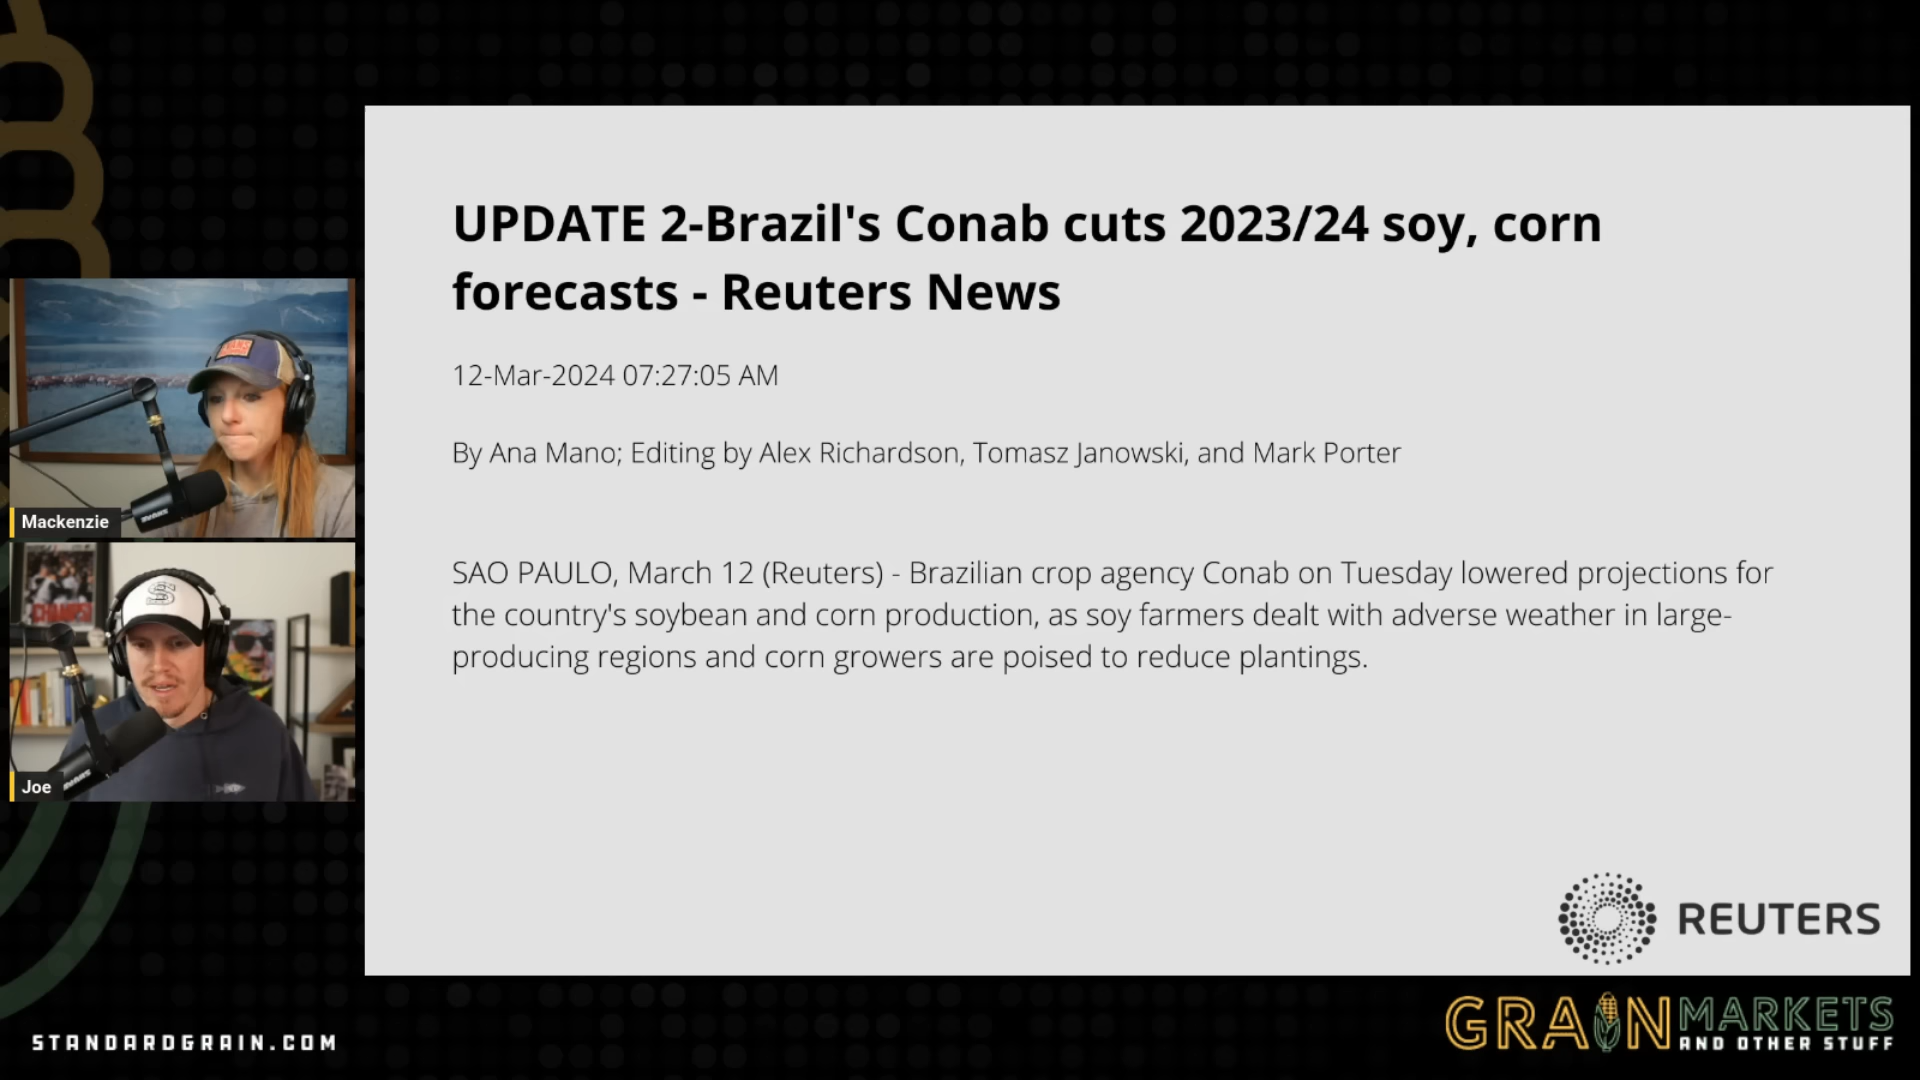 UPDATE 2-Brazil's Conab cuts 2023/24 soy, corn
forecasts - Reuters News
12-Mar-2024 07:27:05 AM
By Ana Mano; Editing by Alex Richardson, Tomasz Janowski, and Mark Porter
SAO PAULO, March 12 (Reuters) - Brazilian crop agency Conab on Tuesday lowered projections for
the country's soybean and corn production, as soy farmers dealt with adverse weather in large-
producing regions and corn growers are poised to reduce plantings.
REUTERS
Mackenzie
Joe
STANDARDGRAIN.COM
GRAIN MARKETS
AND OTHER STUFF